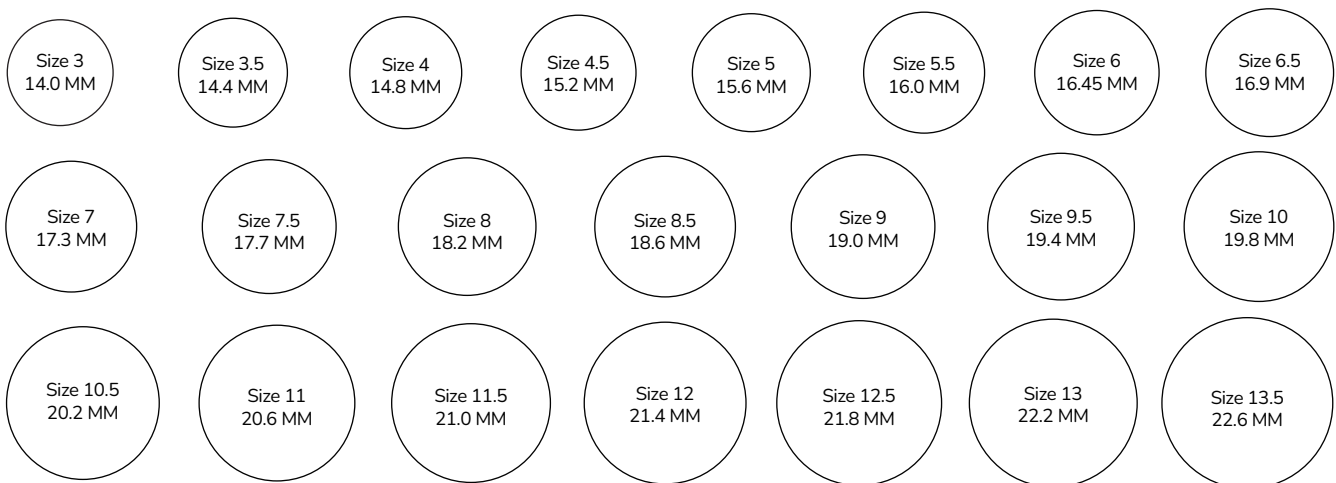 Size 3
14.0 MM
Size 3.5
14.4 MM
Size 4
14.8 MM
Size 4.5
15.2 MM
Size 5
15.6 MM
Size 5.5
16.0 MM
Size 6
16.45 MM
Size 6.5
16.9 MM
Size 7
17.3 MM
Size 7.5
17.7 MM
Size 8
18.2 MM
Size 8.5
18.6 MM
Size 9
19.0 MM
Size 9.5
19.4 MM
Size 10
19.8 MM
Size 10.5
20.2 MM
Size 11
20.6 MM
Size 11.5
21.0 MM
Size 12
21.4 MM
Size 12.5
21.8 MM
Size 13
22.2 MM
Size 13.5
22.6 MM